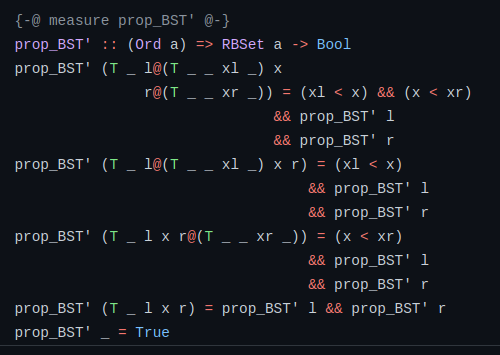 {-@ measure prop_BST' @-}
prop_BST' :: (Ord a) => RBSet a -> Bool
prop_BST' (T _ l@(T _ _ xl _) x
               r@(T _ _ xr _)) = (xl < x) && (x < xr)
                              && prop_BST' l
                              && prop_BST' r
prop_BST' (T _ l@(T _ _ xl _) x r) = (xl < x)
                                  && prop_BST' l
                                  && prop_BST' r
prop_BST' (T _ l x r@(T _ _ xr _)) = (x < xr)
                                  && prop_BST' l
                                  && prop_BST' r
prop_BST' (T _ l x r) = prop_BST' l && prop_BST' r
prop_BST' _ = True